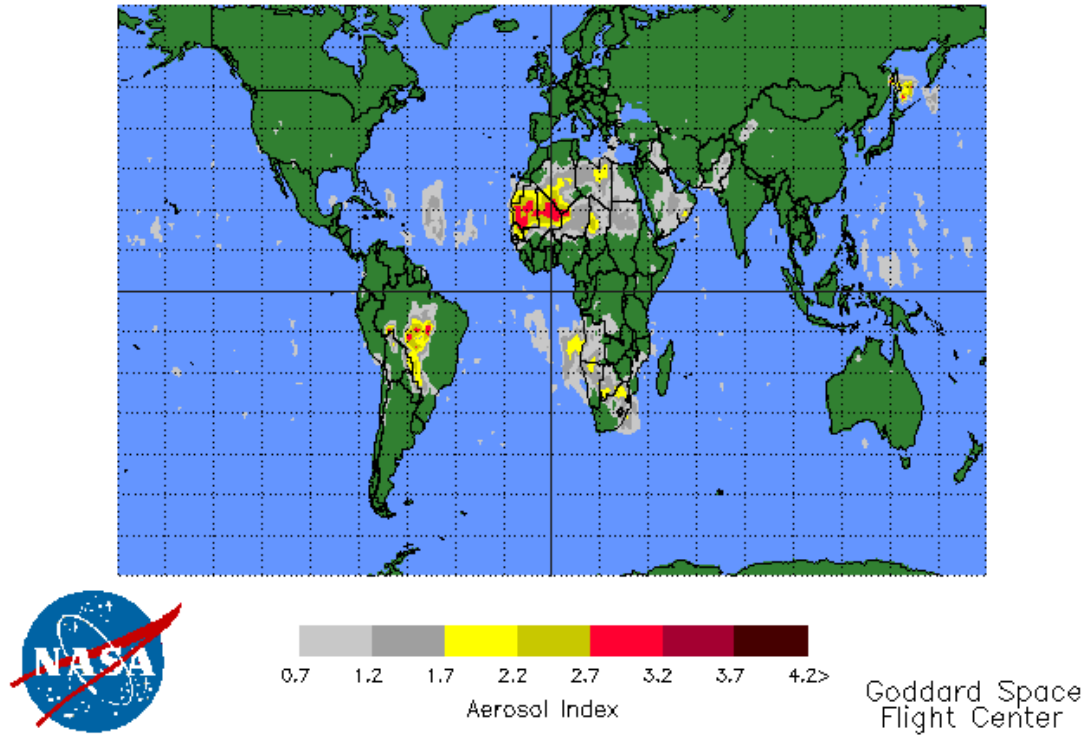 NASA
0.7 1.2 1.7 2.2 2.7 3.2 3.7 4.2>
Aerosol Index
Goddard Space
Flight Center